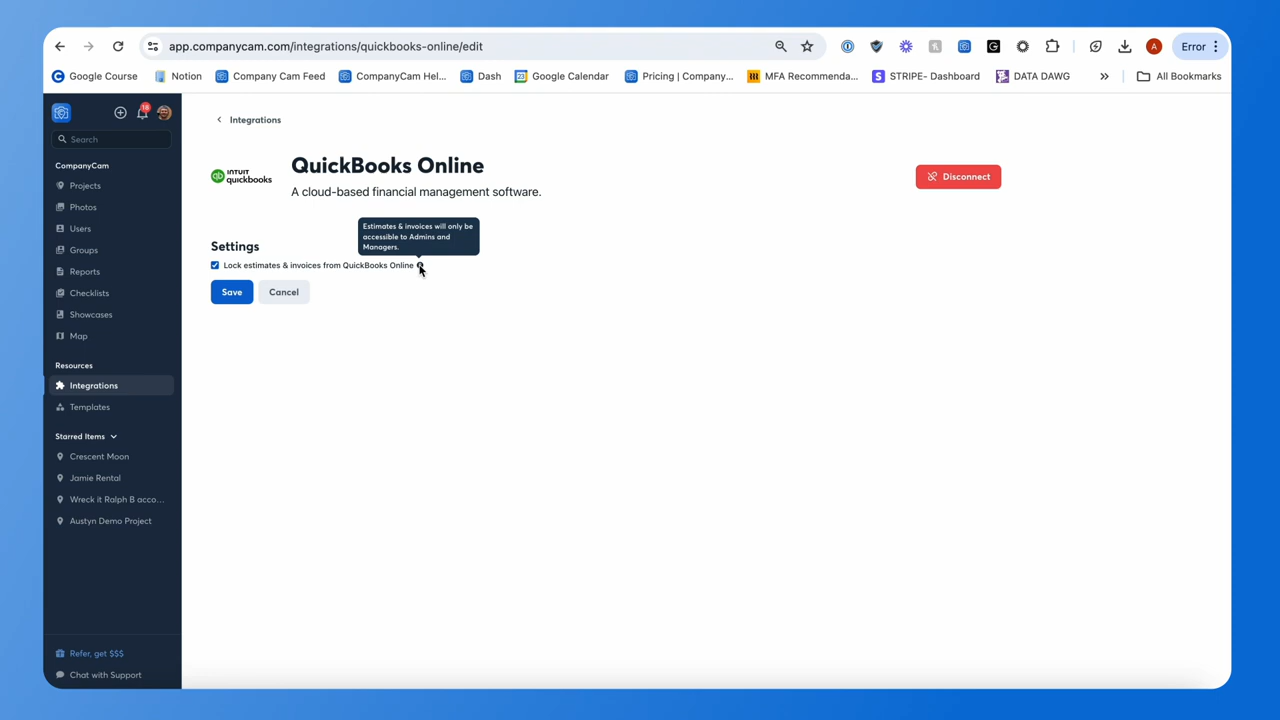 app.companycam.com/integrations/quickbooks-online/edit
A
Error
Google Course
Notion
Company Cam Feed
CompanyCam Hel...
Dash
Google Calendar
Pricing | Company...
MFA Recommenda...
STRIPE- Dashboard
DATA DAWG
All Bookmarks
18
Search
CompanyCam
Projects
Photos
Users
Groups
Reports
Checklists
Showcases
Map
Resources
Integrations
Templates
Starred Items
Crescent Moon
Jamie Rental
Wreck it Ralph B acco...
Austyn Demo Project
Refer, get $$$
Chat with Support
Integrations
INTUIT
quickbooks
QuickBooks Online
A cloud-based financial management software.
Disconnect
Estimates & invoices will only be
accessible to Admins and
Managers.
Settings
Lock estimates & invoices from QuickBooks Online
Save
Cancel